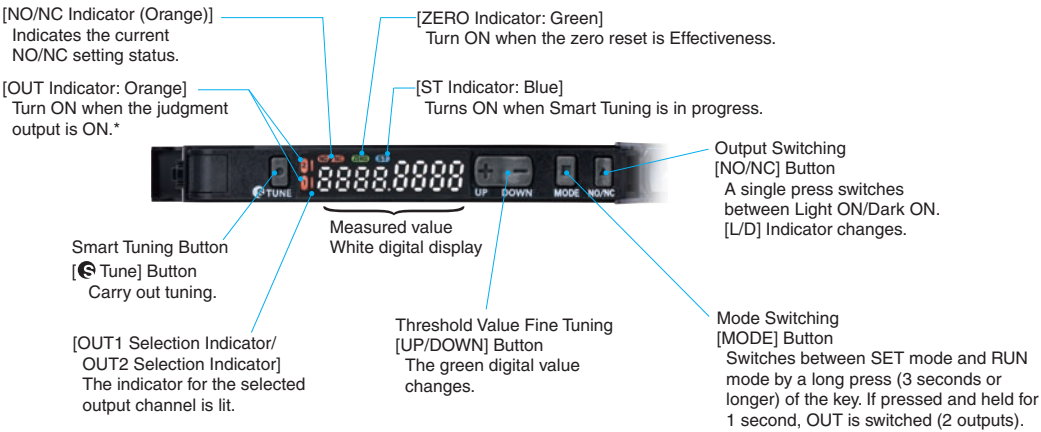 [NO/NC Indicator (Orange)]
Indicates the current
NO/NC setting status.
[ZERO Indicator: Green]
Turn ON when the zero reset is Effectiveness.
[OUT Indicator: Orange]
Turn ON when the judgment
output is ON.*
[ST Indicator: Blue]
Turns ON when Smart Tuning is in progress.
ZERO
ST
8888.8888
S TUNE
UP DOWN
MODE
NO/NC
Output Switching
[NO/NC] Button
A single press switches
between Light ON/Dark ON.
[L/D] Indicator changes.
Measured value
White digital display
Smart Tuning Button
[S Tune] Button
Carry out tuning.
[OUT1 Selection Indicator/
OUT2 Selection Indicator]
The indicator for the selected
output channel is lit.
Threshold Value Fine Tuning
[UP/DOWN] Button
The green digital value
changes.
Mode Switching
[MODE] Button
Switches between SET mode and RUN
mode by a long press (3 seconds or
longer) of the key. If pressed and held for
1 second, OUT is switched (2 outputs).